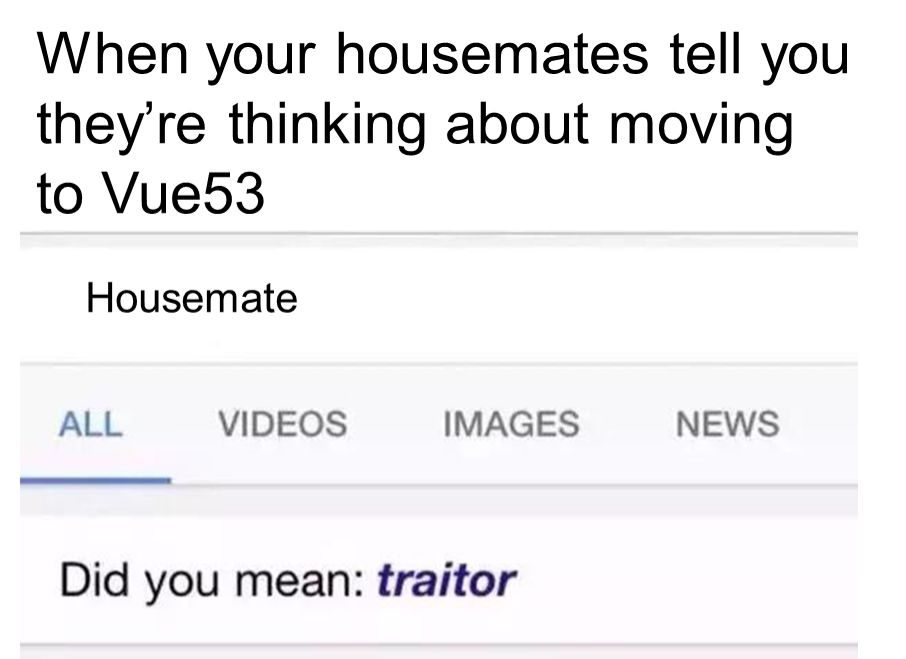 When your housemates tell you
they’re thinking about moving
to Vue53
Housemate
ALL VIDEOS IMAGES NEWS
Did you mean: traitor